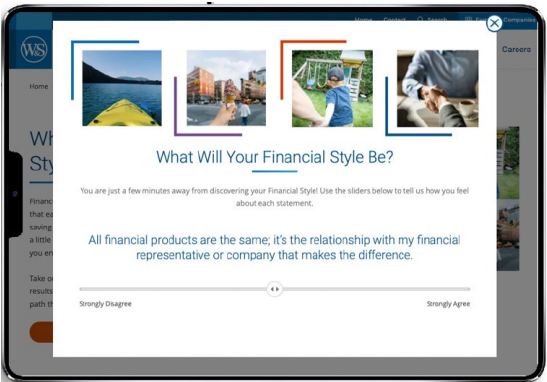 Home Contact Search Companies
W&S
Careers
Home
What Will Your Financial Style Be?
You are just a few minutes away from discovering your Financial Style! Use the sliders below to tell us how you feel
about each statement.
All financial products are the same; it's the relationship with my financial
representative or company that makes the difference.
Strongly Disagree Strongly Agree
Wh
Sty
Financ
that ea
saving
a little
you en
Take o
results
path th